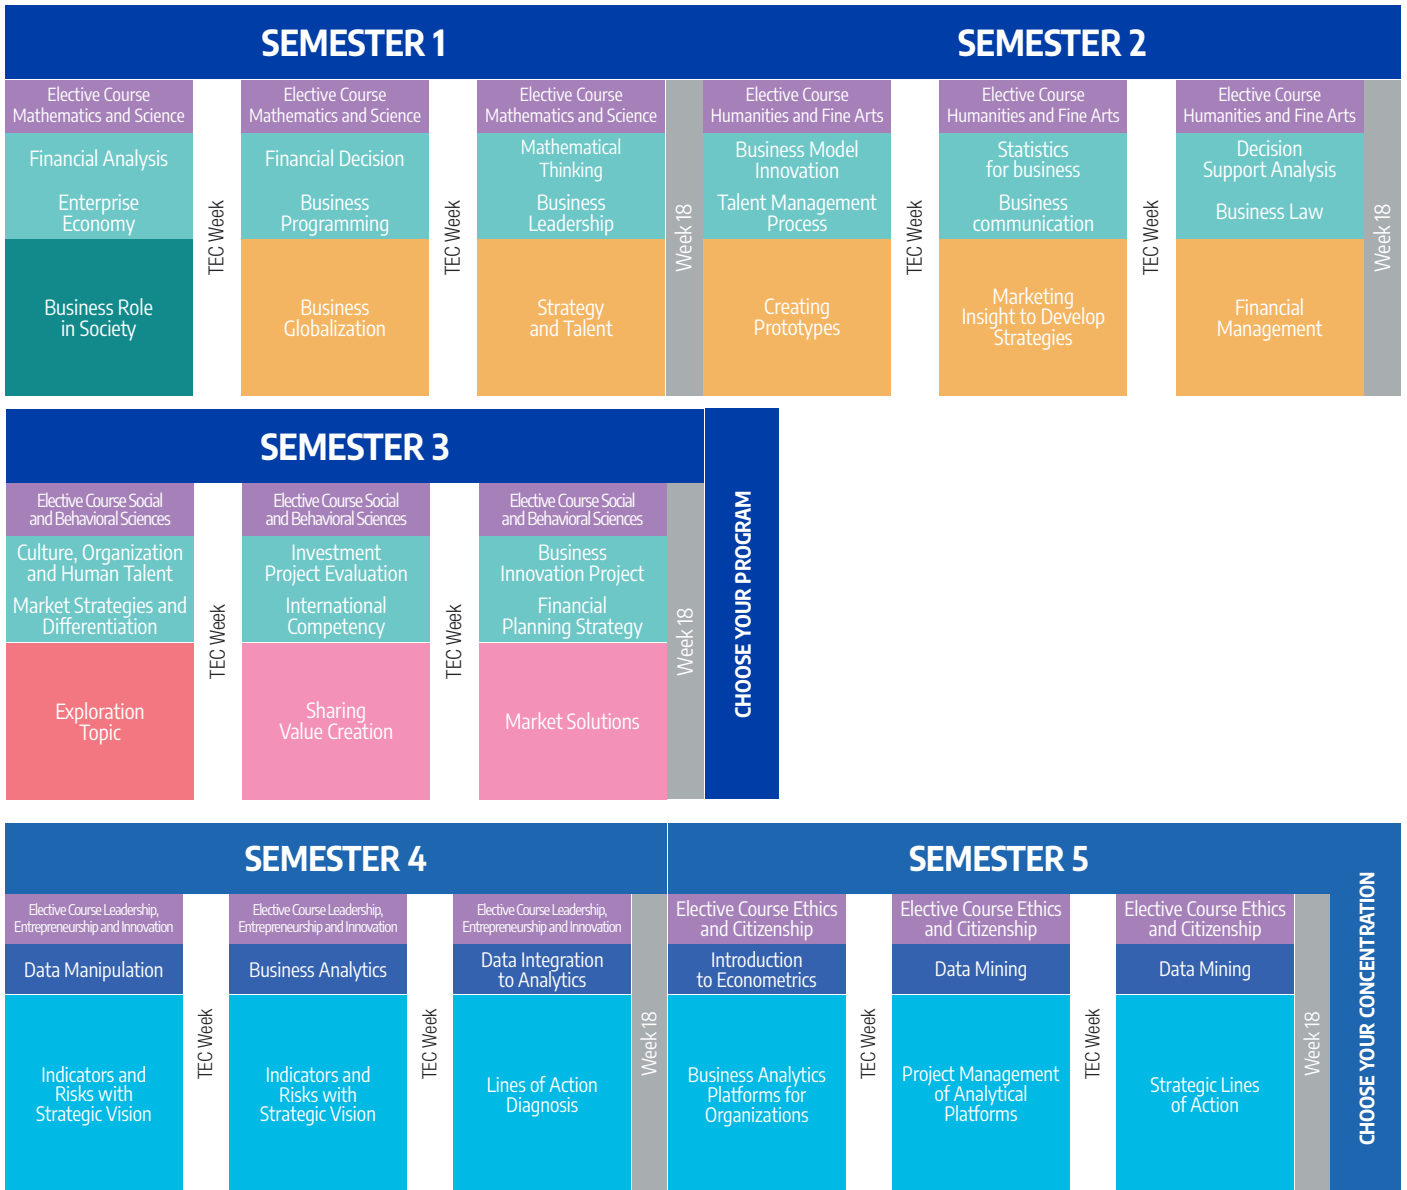 SEMESTER 1
Elective Course
Mathematics and Science
Financial Analysis
Enterprise
Economy
Business Role
in Society
TEC Week
Elective Course
Mathematics and Science
Financial Decision
Business
Programming
Business
Globalization
TEC Week
Elective Course
Mathematics and Science
Mathematical
Thinking
Business
Leadership
Strategy
and Talent
Week 18
SEMESTER 2
Elective Course
Humanities and Fine Arts
Business Model
Innovation
Talent Management
Process
Creating
Prototypes
TEC Week
Elective Course
Humanities and Fine Arts
Statistics
for business
Business
communication
Marketing
Insight to Develop
Strategies
TEC Week
Elective Course
Humanities and Fine Arts
Decision
Support Analysis
Business Law
Financial
Management
Week 18
SEMESTER 3
Elective Course Social
and Behavioral Sciences
Culture, Organization
and Human Talent
Market Strategies and
Differentiation
Exploration
Topic
TEC Week
Elective Course Social
and Behavioral Sciences
Investment
Project Evaluation
International
Competency
Sharing
Value Creation
TEC Week
Elective Course Social
and Behavioral Sciences
Business
Innovation Project
Financial
Planning Strategy
Market Solutions
Week 18
CHOOSE YOUR PROGRAM
SEMESTER 4
Elective Course Leadership,
Entrepreneurship and Innovation
Data Manipulation
Indicators and
Risks with
Strategic Vision
TEC Week
Elective Course Leadership,
Entrepreneurship and Innovation
Business Analytics
Indicators and
Risks with
Strategic Vision
TEC Week
Elective Course Leadership,
Entrepreneurship and Innovation
Data Integration
to Analytics
Lines of Action
Diagnosis
Week 18
SEMESTER 5
Elective Course Ethics
and Citizenship
Introduction
to Econometrics
Business Analytics
Platforms for
Organizations
TEC Week
Elective Course Ethics
and Citizenship
Data Mining
Project Management
of Analytical
Platforms
TEC Week
Elective Course Ethics
and Citizenship
Data Mining
Strategic Lines
of Action
Week 18
CHOOSE YOUR CONCENTRATION